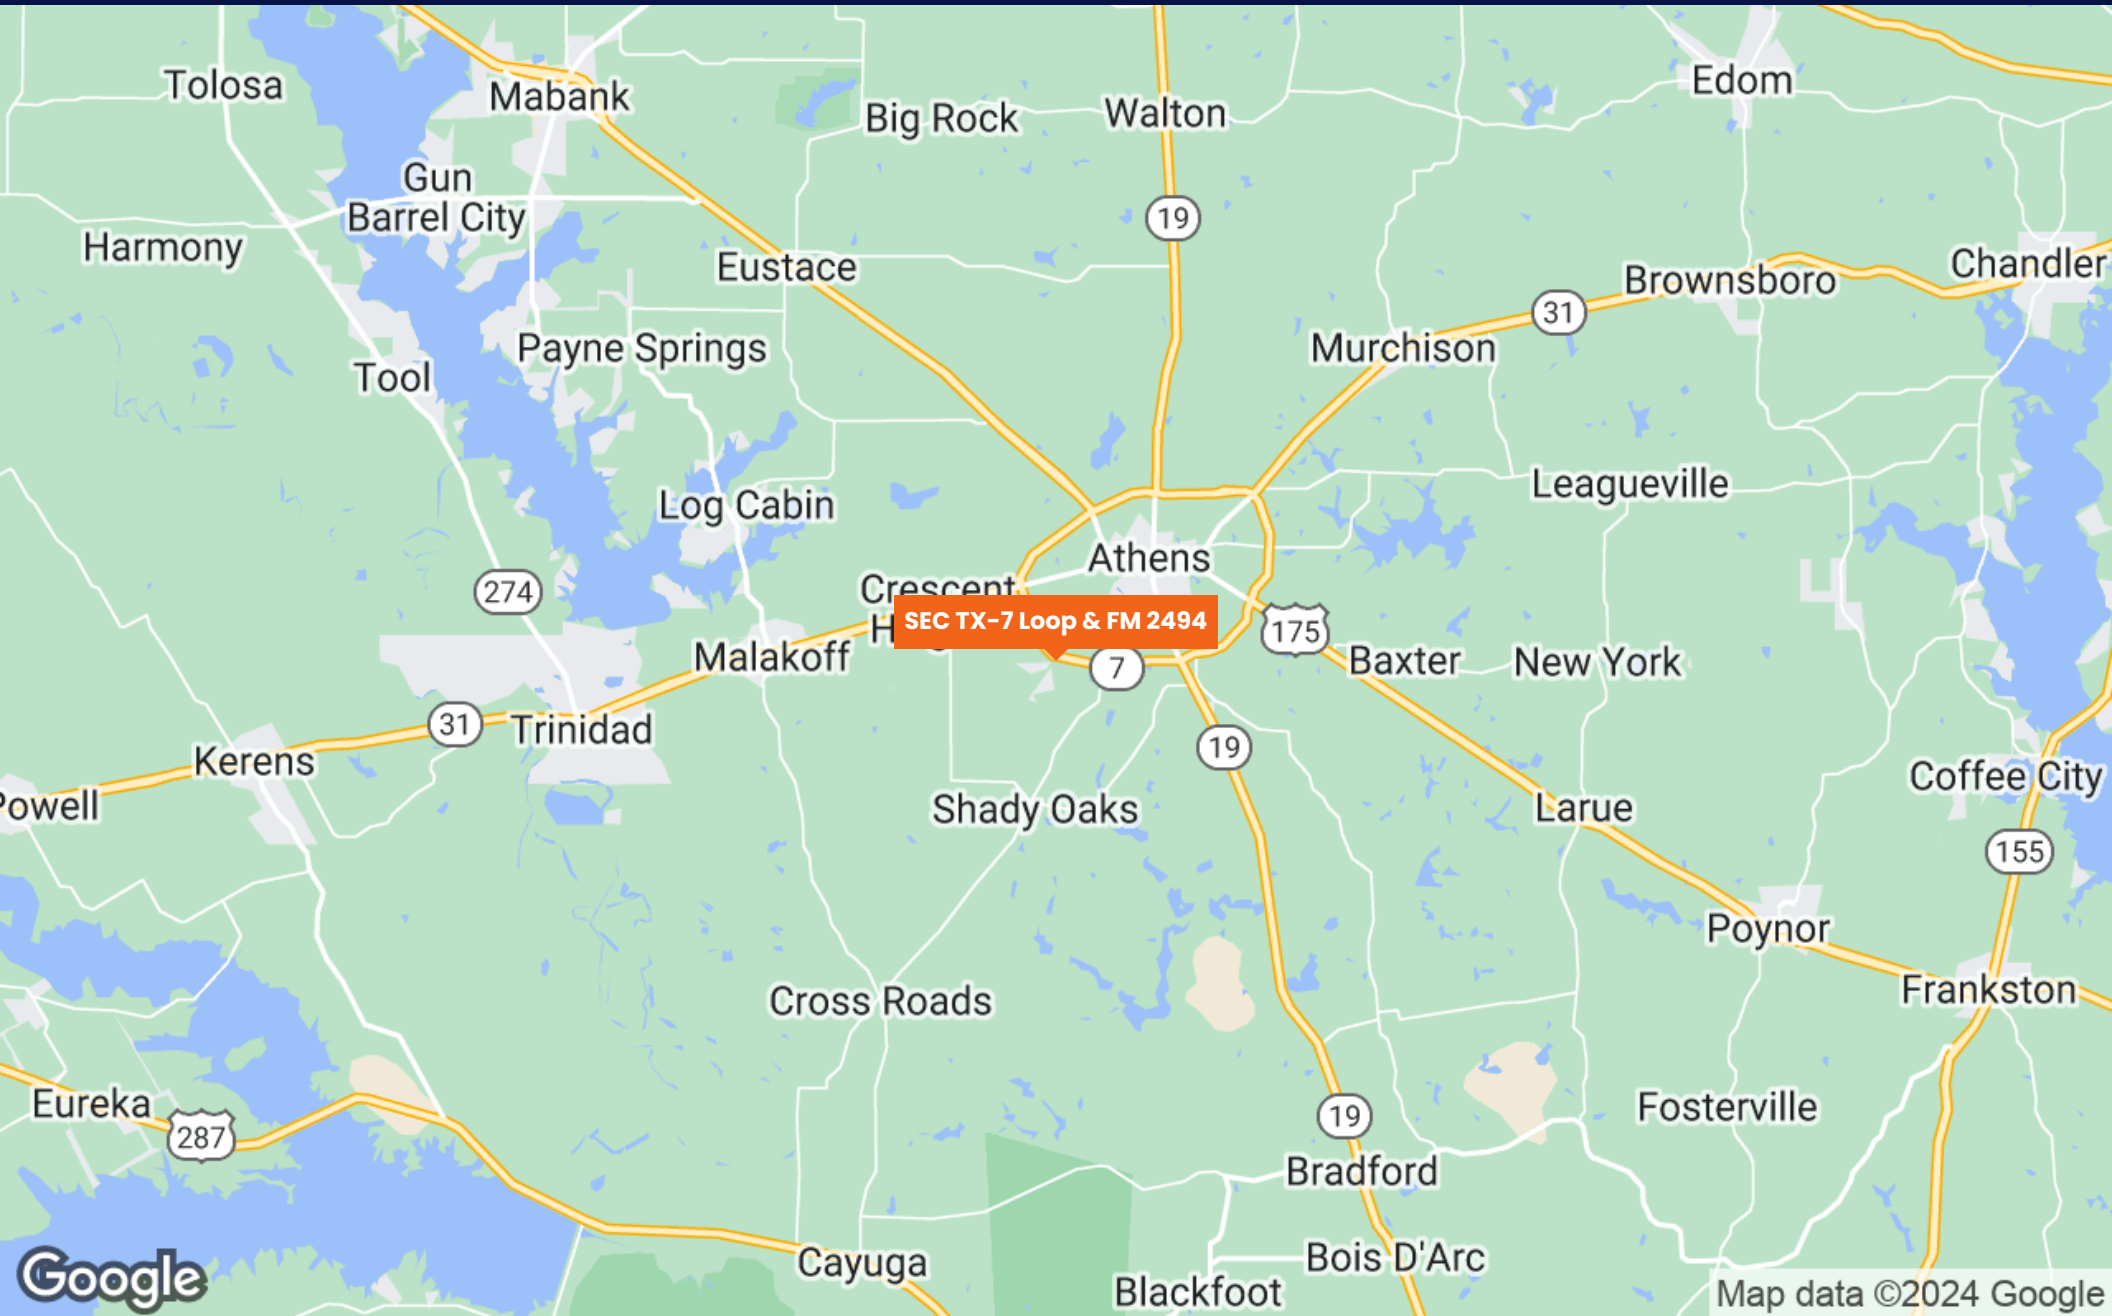 Tolosa
Mabank
Big Rock
Walton
Edom
Gun
Barrel City
19
Harmony
Eustace
Brownsboro
Chandler
31
Payne Springs
Murchison
Tool
Log Cabin
Leagueville
Athens
274
Crescent
SEC TX-7 Loop & FM 2494
175
Malakoff
7
Baxter
New York
31
Trinidad
19
Kerens
Coffee City
Powell
Shady Oaks
Larue
155
Poynor
Cross Roads
Frankston
Eureka
287
19
Fosterville
Bradford
Cayuga
Bois D'Arc
Blackfoot
Google
Map data ©2024 Google